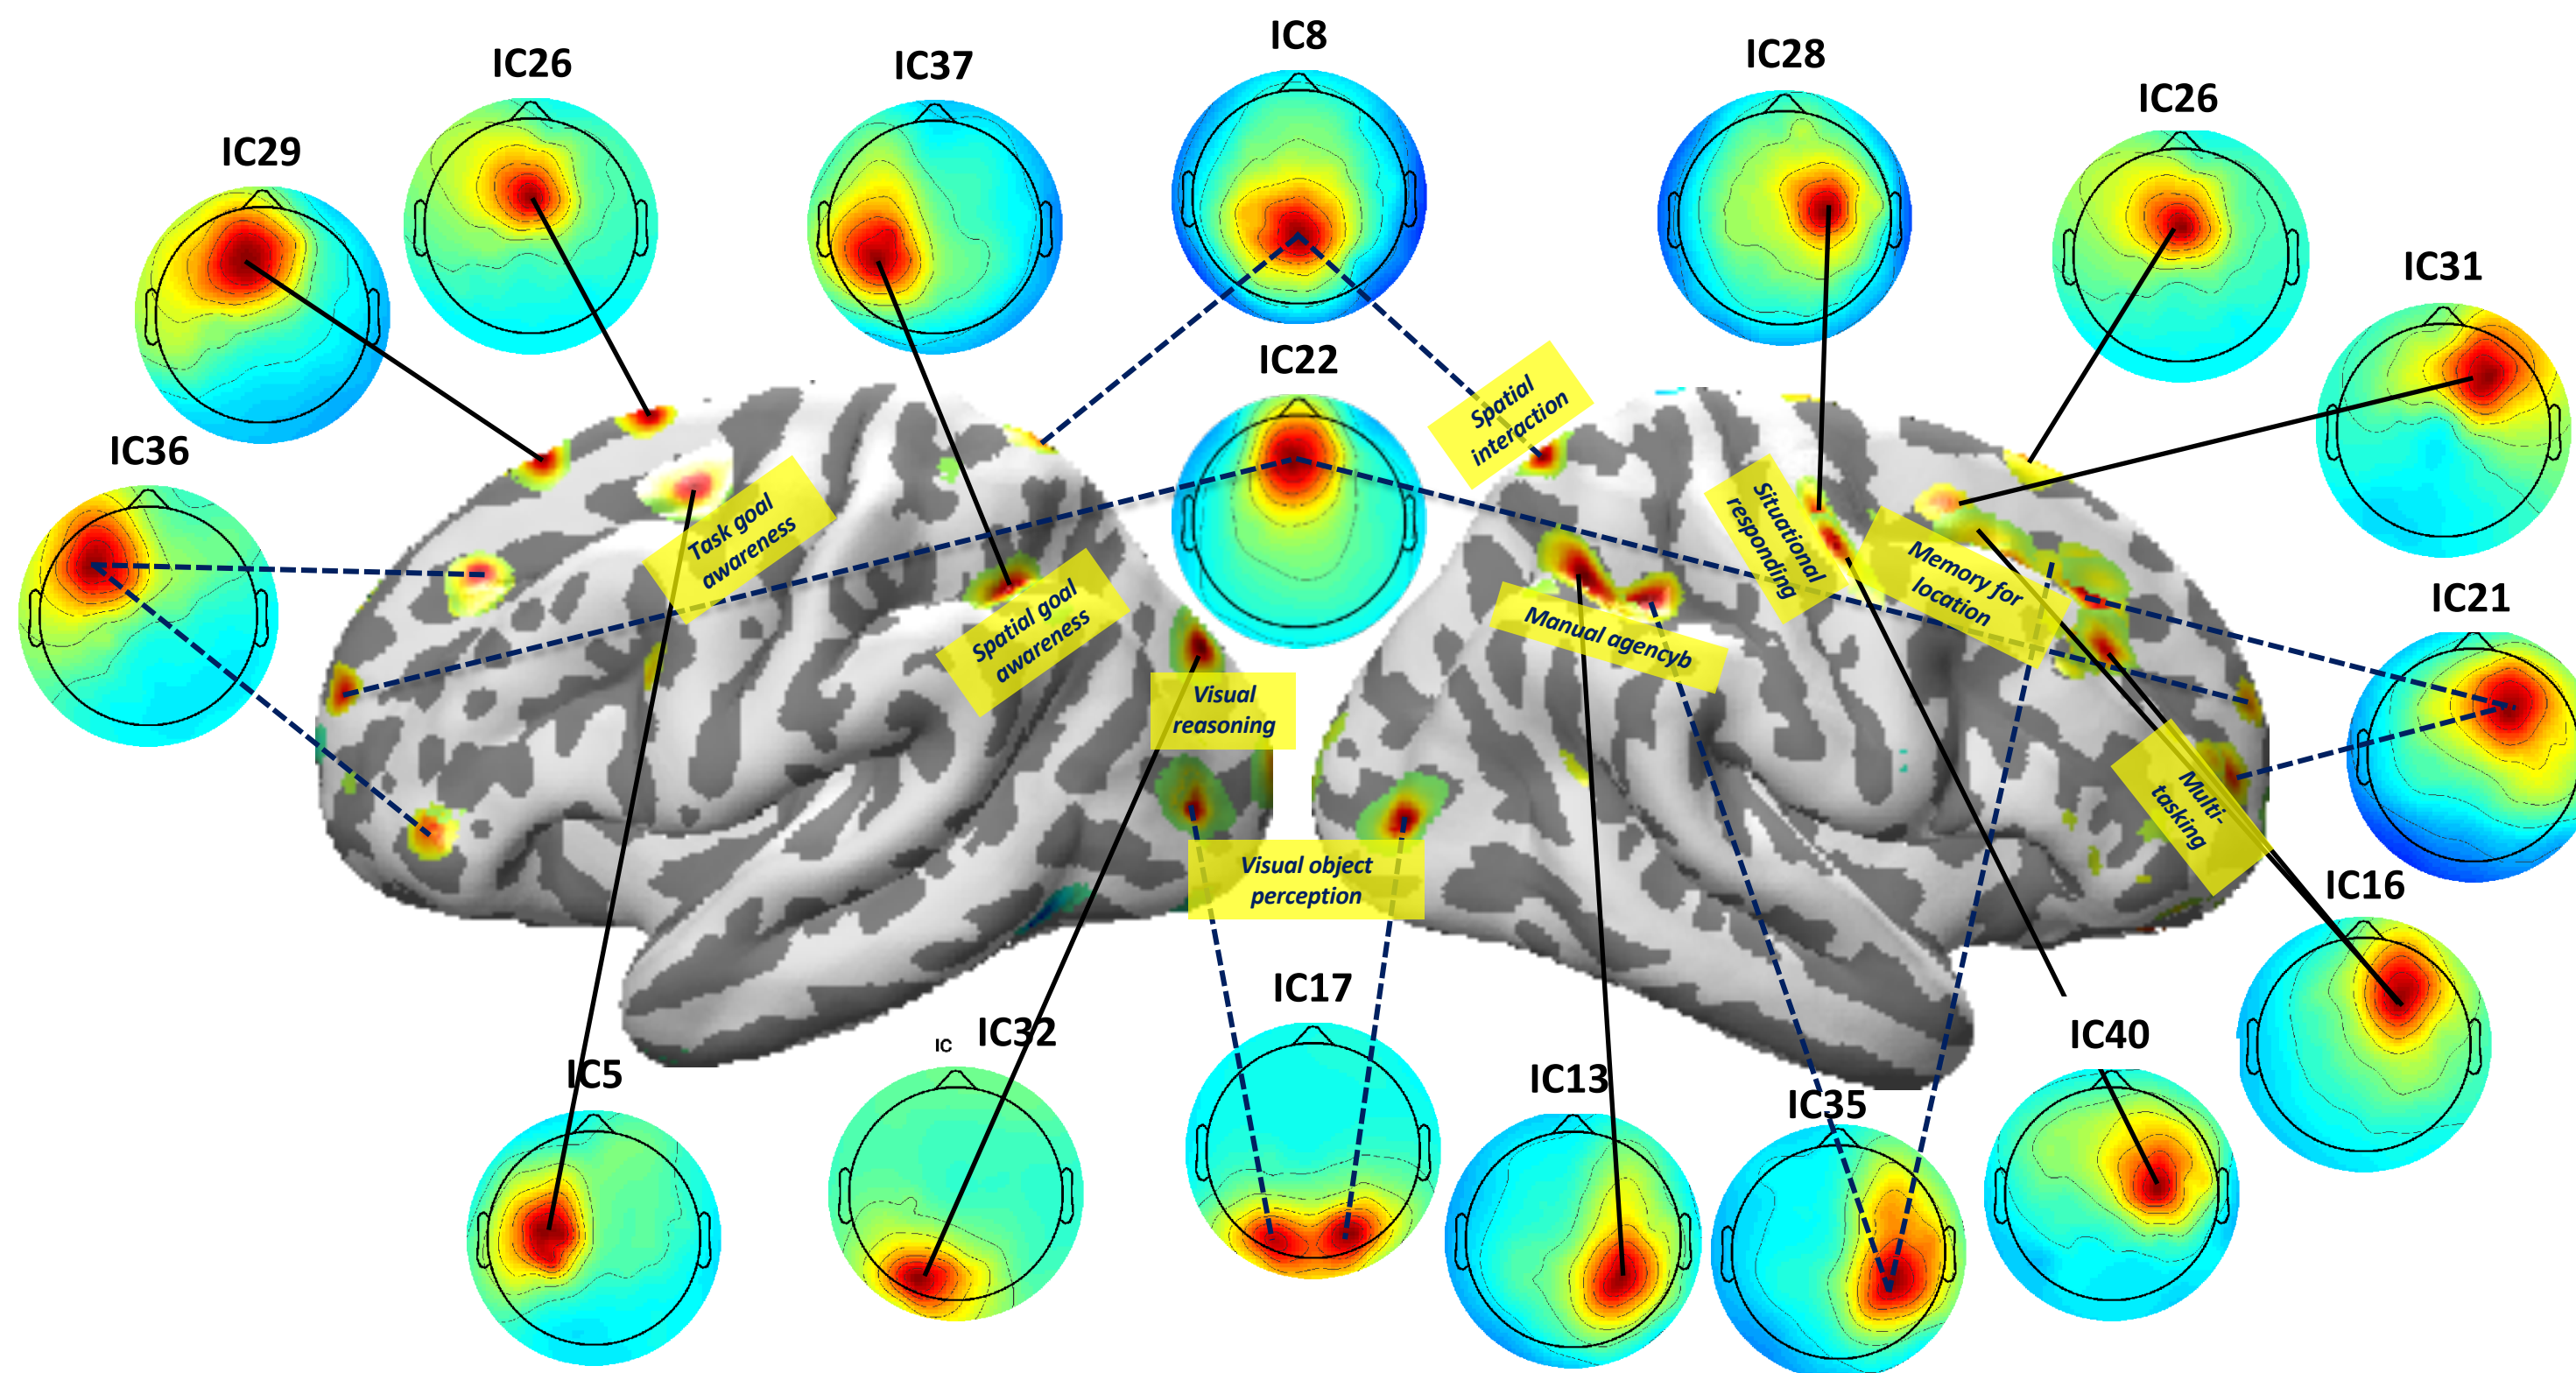 IC8
IC28
IC26
IC37
IC26
IC29
IC31
IC22
IC36
Spatial
interaction
Task goal
awareness
Situational
responding
Memory for
location
Spatial goal
awareness
Manual agencyb
IC21
Visual
reasoning
Multi-
tasking
Visual object
perception
IC16
IC17
IC
IC32
IC40
IC5
IC13
IC35